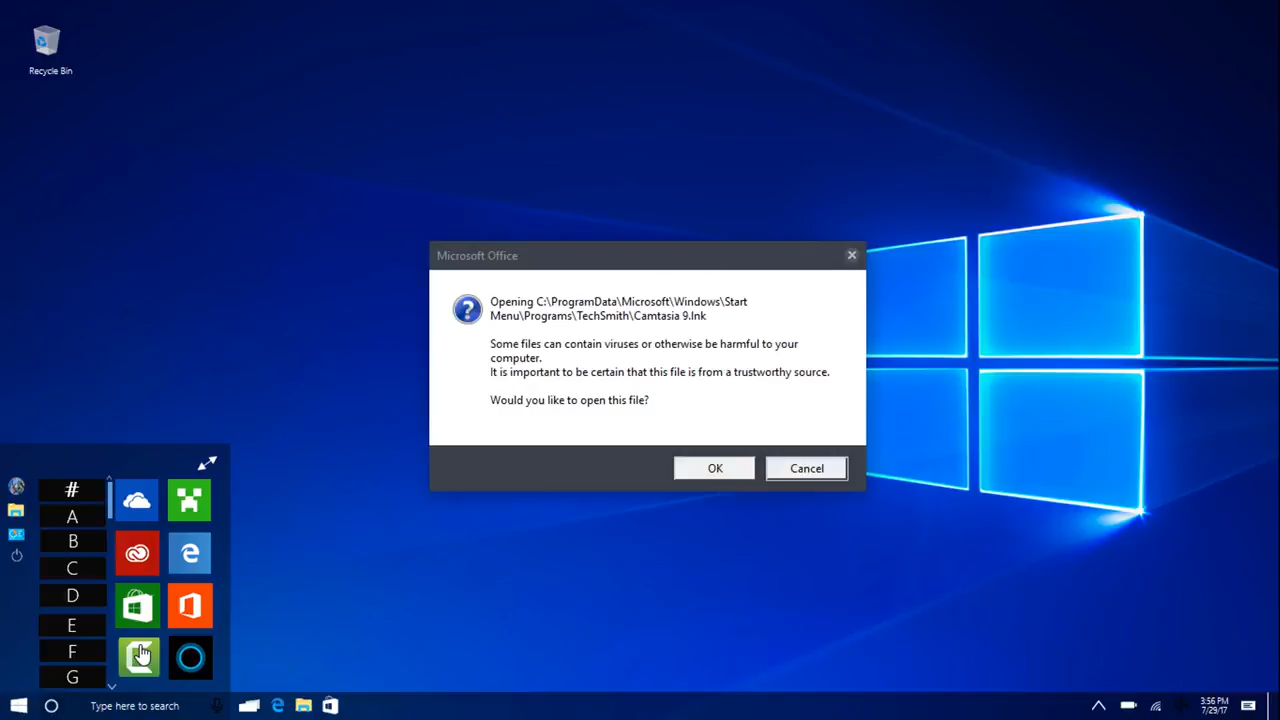 Recycle Bin
Microsoft Office
Opening C:\ProgramData\Microsoft\Windows\Start
Menu\Programs\TechSmith\Camtasia 9.lnk
Some files can contain viruses or otherwise be harmful to your
computer.
It is important to be certain that this file is from a trustworthy source.
Would you like to open this file?
OK
Cancel
#
A
B
C
D
E
F
G
Type here to search
3:56 PM
7/29/17